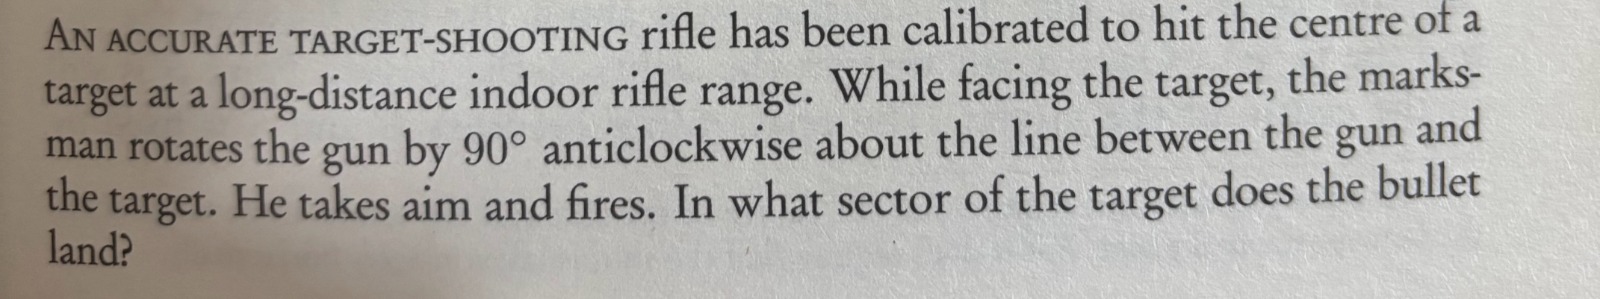 AN ACCURATE TARGET-SHOOTING rifle has been calibrated to hit the centre of a
target at a long-distance indoor rifle range. While facing the target, the marks-
man rotates the gun by 90° anticlockwise about the line between the gun and
the target. He takes aim and fires. In what sector of the target does the bullet
land?